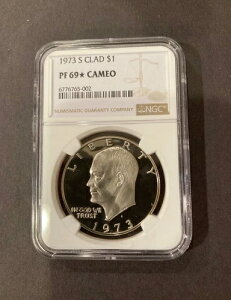 1973 S CLAD $1
PF 69★ CAMEO
6776765-002
NUMISMATIC GUARANTY COMPANY
NGC
LIBERTY
IN GOD WE
TRUST
1973